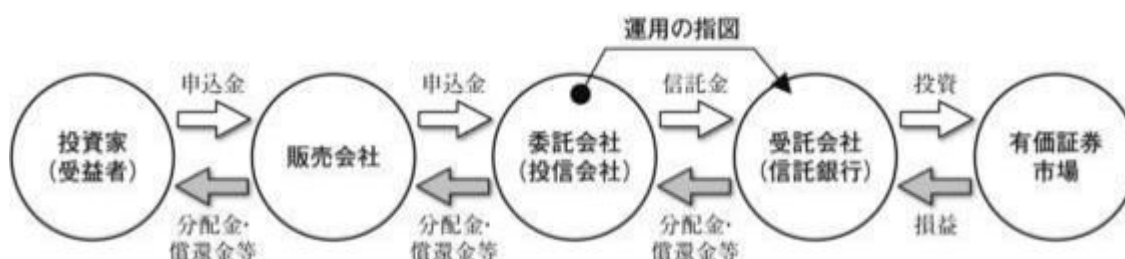 運用の指図
申込金
申込金
信託金
投資
投資家
(受益者)
販売会社
委託会社
(投信会社)
受託会社
(信託銀行)
有価証券
市場
分配金・
償還金等
分配金・
償還金等
分配金・
償還金等
損益